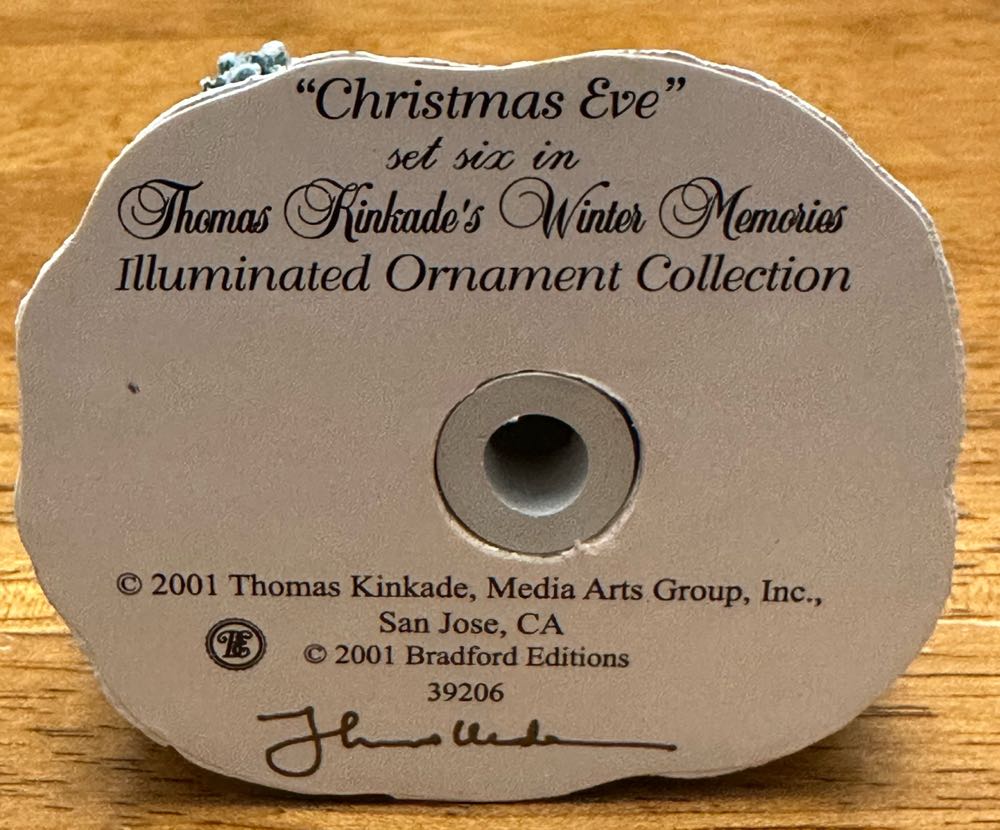 “Christmas Eve”
set six in
Thomas Kinkade's Winter Memories
Illuminated Ornament Collection
© 2001 Thomas Kinkade, Media Arts Group, Inc.,
San Jose, CA
BE
© 2001 Bradford Editions
39206